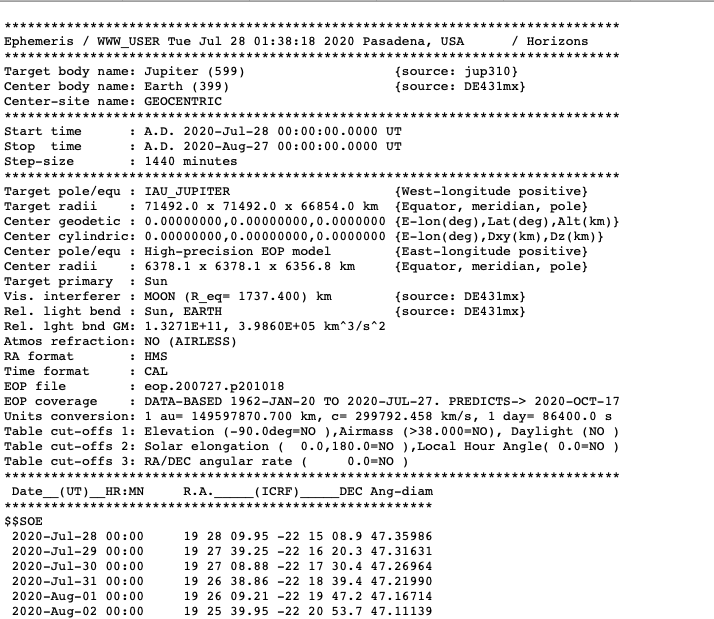 *******************************************************************************
Ephemeris / WWW_USER Tue Jul 28 01:38:18 2020 Pasadena, USA      / Horizons
*******************************************************************************
Target body name: Jupiter (599)                   {source: jup310}
Center body name: Earth (399)                     {source: DE431mx}
Center-site name: GEOCENTRIC
*******************************************************************************
Start time      : A.D. 2020-Jul-28 00:00:00.0000 UT
Stop  time      : A.D. 2020-Aug-27 00:00:00.0000 UT
Step-size       : 1440 minutes
*******************************************************************************
Target pole/equ : IAU_JUPITER                     {West-longitude positive}
Target radii    : 71492.0 x 71492.0 x 66854.0 km  {Equator, meridian, pole}
Center geodetic : 0.00000000,0.00000000,0.0000000 {E-lon(deg),Lat(deg),Alt(km)}
Center cylindric: 0.00000000,0.00000000,0.0000000 {E-lon(deg),Dxy(km),Dz(km)}
Center pole/equ : High-precision EOP model        {East-longitude positive}
Center radii    : 6378.1 x 6378.1 x 6356.8 km     {Equator, meridian, pole}
Target primary  : Sun
Vis. interferer : MOON (R_eq= 1737.400) km        {source: DE431mx}
Rel. light bend : Sun, EARTH                      {source: DE431mx}
Rel. lght bnd GM: 1.3271E+11, 3.9860E+05 km^3/s^2
Atmos refraction: NO (AIRLESS)
RA format       : HMS
Time format     : CAL
EOP file        : eop.200727.p201018
EOP coverage    : DATA-BASED 1962-JAN-20 TO 2020-JUL-27. PREDICTS-> 2020-OCT-17
Units conversion: 1 au= 149597870.700 km, c= 299792.458 km/s, 1 day= 86400.0 s
Table cut-offs 1: Elevation (-90.0deg=NO ),Airmass (>38.000=NO), Daylight (NO )
Table cut-offs 2: Solar elongation (  0.0,180.0=NO ),Local Hour Angle( 0.0=NO )
Table cut-offs 3: RA/DEC angular rate (     0.0=NO )
*******************************************************************************
 Date__(UT)__HR:MN     R.A._____(ICRF)_____DEC Ang-diam
*******************************************************
$$SOE
 2020-Jul-28 00:00     19 28 09.95 -22 15 08.9 47.35986
 2020-Jul-29 00:00     19 27 39.25 -22 16 20.3 47.31631
 2020-Jul-30 00:00     19 27 08.88 -22 17 30.4 47.26964
 2020-Jul-31 00:00     19 26 38.86 -22 18 39.4 47.21990
 2020-Aug-01 00:00     19 26 09.21 -22 19 47.2 47.16714
 2020-Aug-02 00:00     19 25 39.95 -22 20 53.7 47.11139